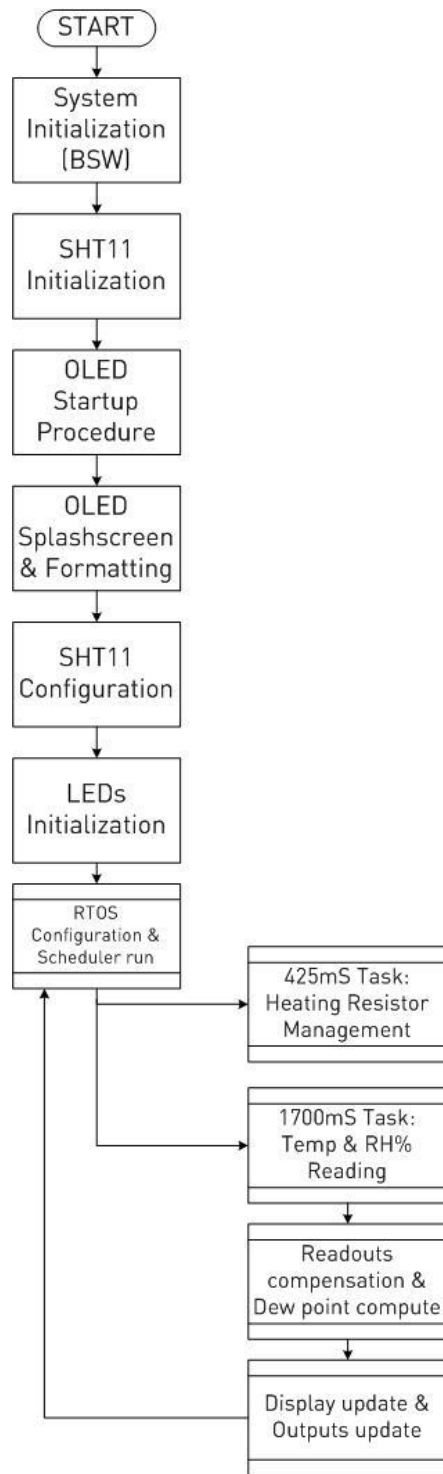 START
System
Initialization
(BSW)
SHT11
Initialization
OLED
Startup
Procedure
OLED
Splashscreen
& Formatting
SHT11
Configuration
LEDs
Initialization
RTOS
Configuration &
Scheduler run
425mS Task:
Heating Resistor
Management
1700mS Task:
Temp & RH%
Reading
Readouts
compensation &
Dew point compute
Display update &
Outputs update